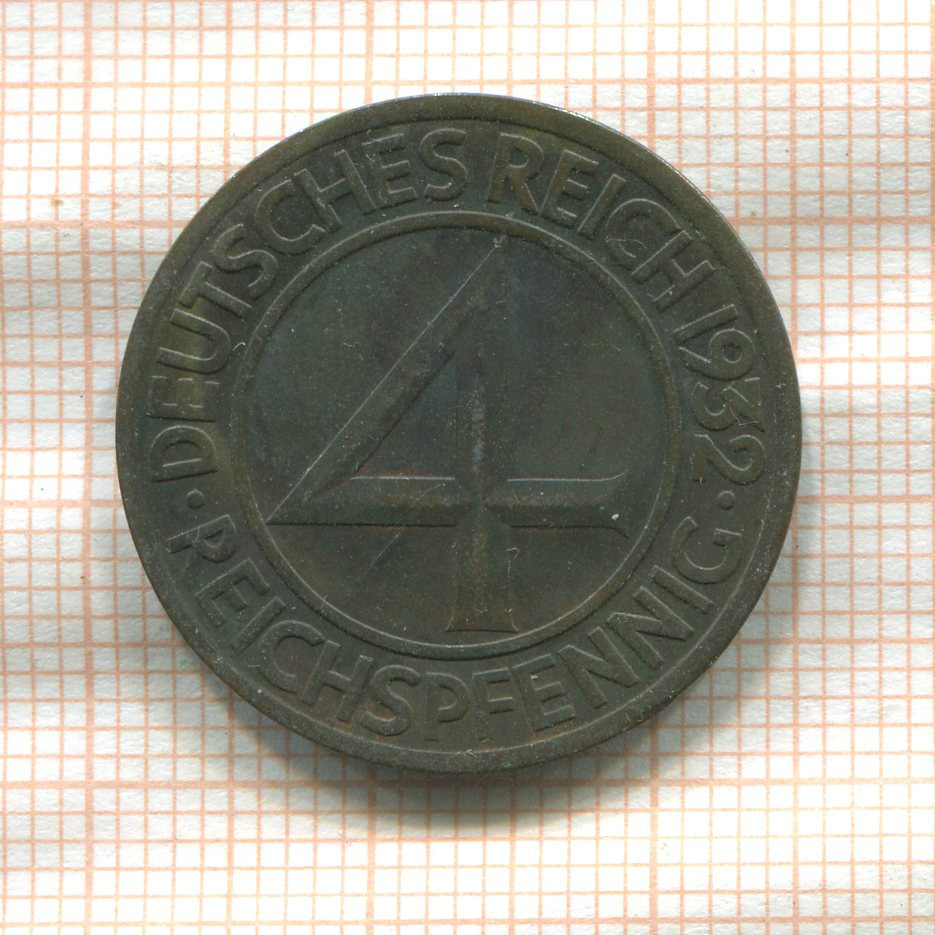 DEUTSCHES REICH 1932
4
REICHSPFENNIG